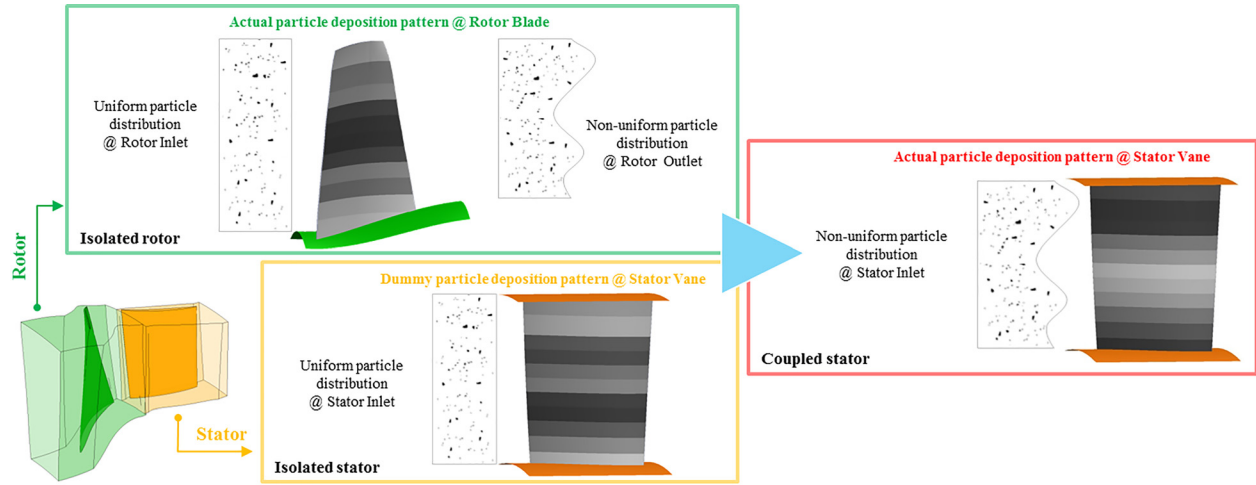 Actual particle deposition pattern @ Rotor Blade
Uniform particle
distribution
@ Rotor Inlet
Non-uniform particle
distribution
@ Rotor Outlet
Isolated rotor
Rotor
Dummy particle deposition pattern @ Stator Vane
Uniform particle
distribution
@ Stator Inlet
Isolated stator
Stator
Actual particle deposition pattern @ Stator Vane
Non-uniform particle
distribution
@ Stator Inlet
Coupled stator